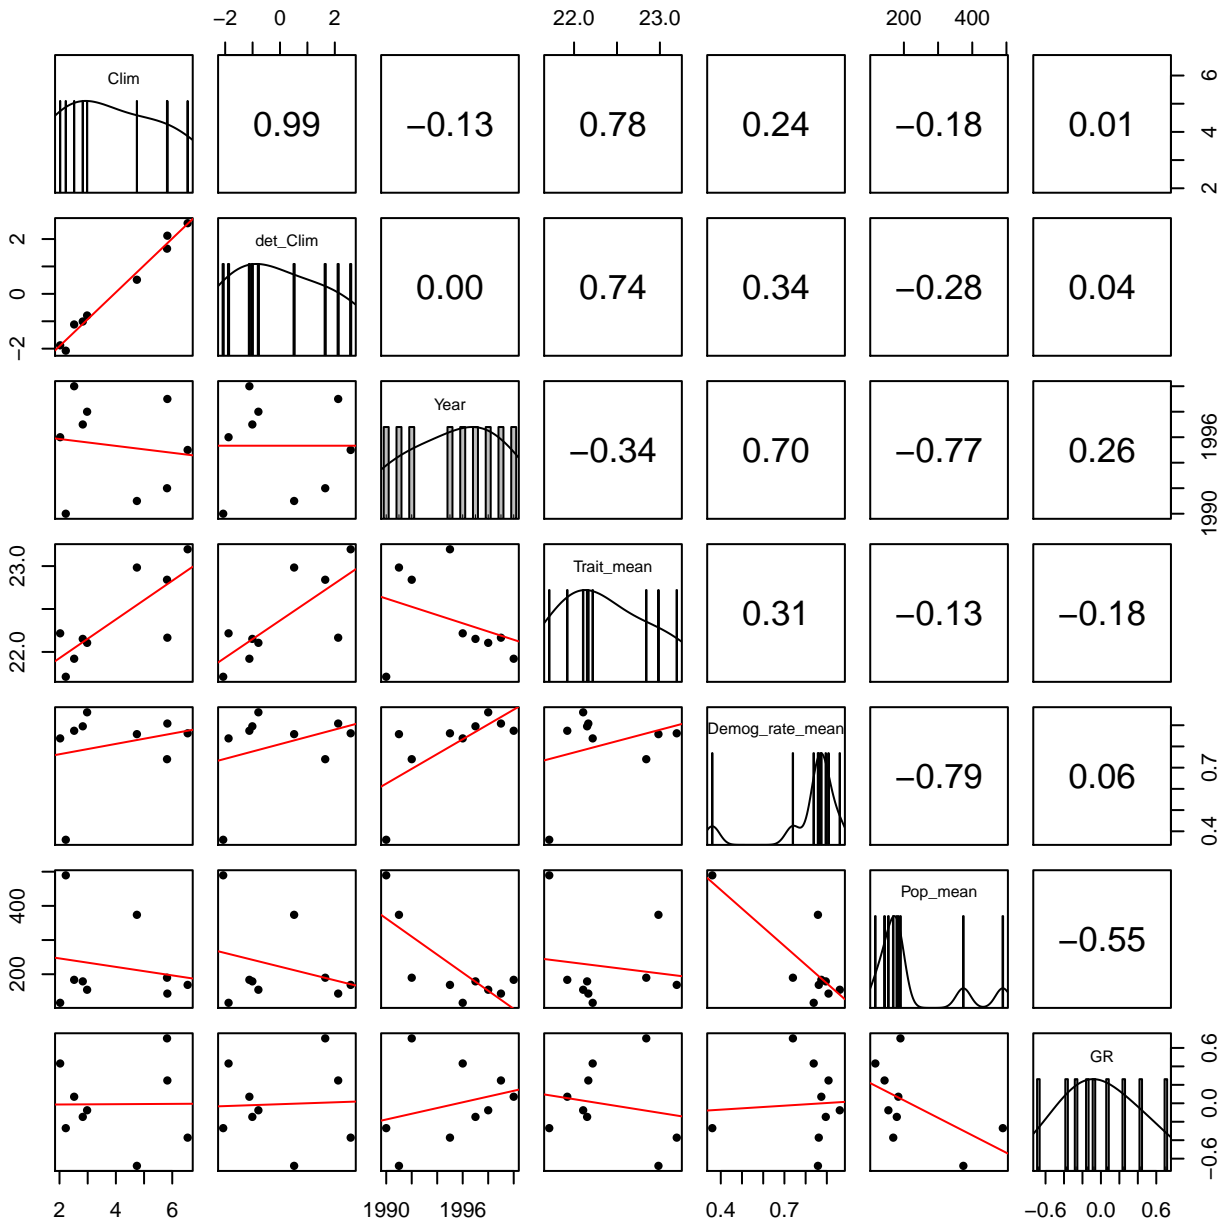 −2 0 2 22.0 23.0 200 400
Clim 0.99 −0.13 0.78 0.24 −0.18 0.01 2 4 6
−2 0 2 det_Clim 0.00 0.74 0.34 −0.28 0.04
Year −0.34 0.70 −0.77 0.26 1990 1996
22.0 23.0 Trait_mean 0.31 −0.13 −0.18
Demog_rate_mean −0.79 0.06 0.4 0.7
200 400 Pop_mean −0.55
GR −0.6 0.0 0.6
2 4 6 1990 1996 0.4 0.7 −0.6 0.0 0.6